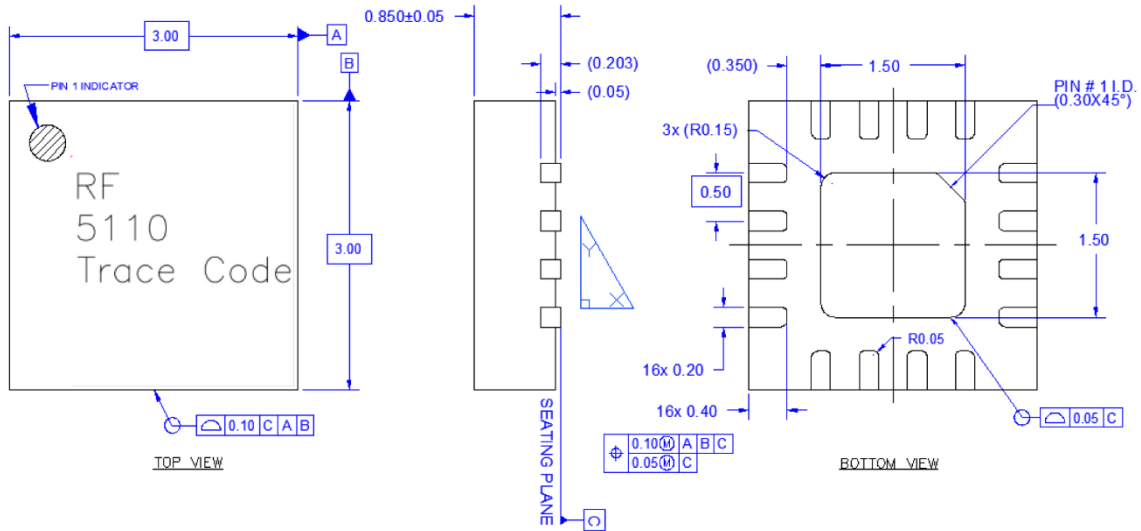 3.00
A
B
PIN 1 INDICATOR
RF
5110
Trace Code
3.00
0.10 C A B
TOP VIEW
0.850±0.05
(0.203)
(0.05)
Y
X
SEATING PLANE
C
(0.350)
1.50
PIN # 1 I.D.
(0.30X45°)
3x (R0.15)
0.50
1.50
R0.05
16x 0.20
16x 0.40
0.10Ⓜ A B C
0.05Ⓜ C
0.05 C
BOTTOM VIEW